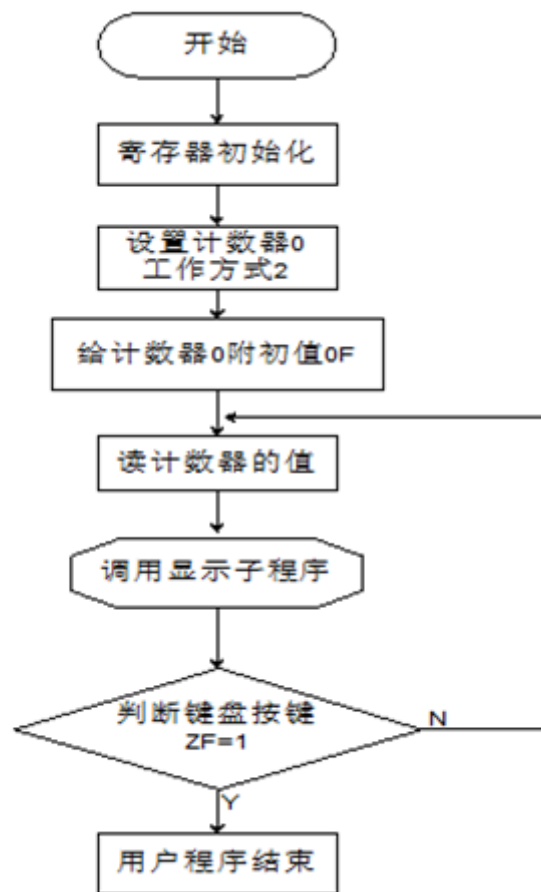 开始
寄存器初始化
设置计数器0
工作方式2
给计数器0附初值0F
读计数器的值
调用显示子程序
判断键盘按键
ZF=1
N
Y
用户程序结束